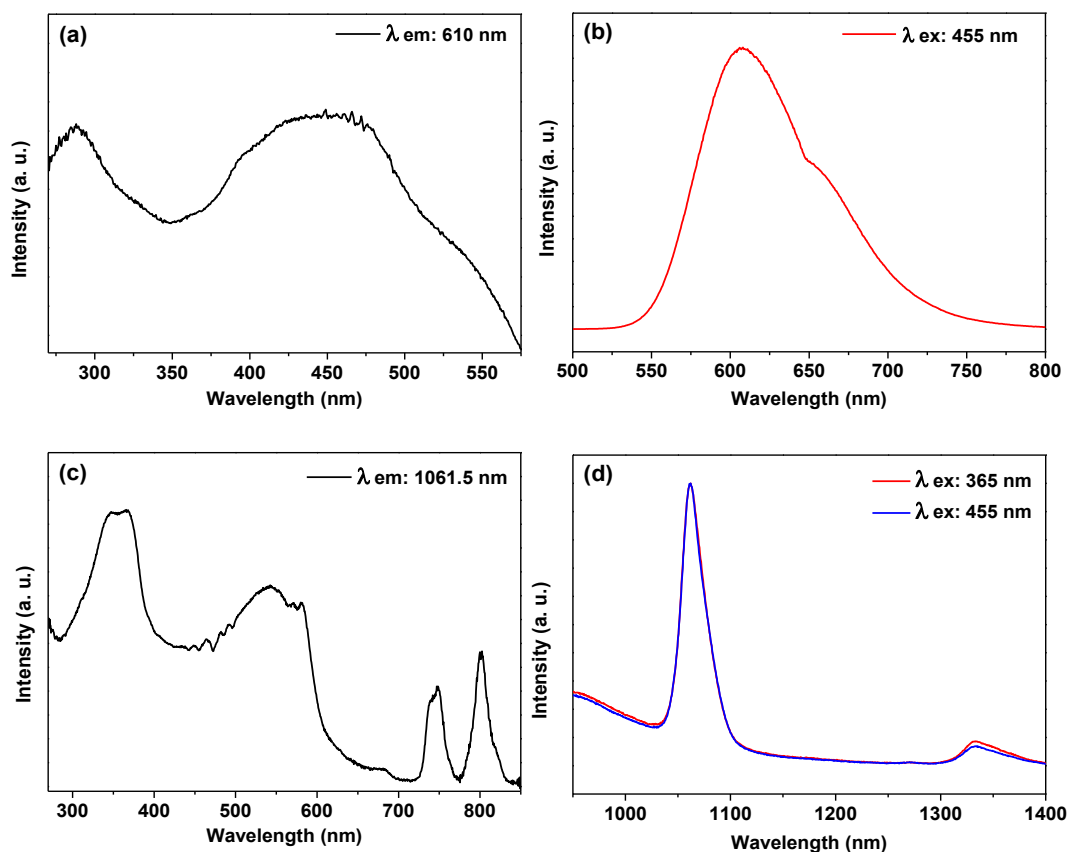 (a)
λ em: 610 nm
Intensity (a. u.)
300 350 400 450 500 550
Wavelength (nm)
(b)
λ ex: 455 nm
Intensity (a. u.)
500 550 600 650 700 750 800
Wavelength (nm)
(c)
λ em: 1061.5 nm
Intensity (a. u.)
300 400 500 600 700 800
Wavelength (nm)
(d)
λ ex: 365 nm
λ ex: 455 nm
Intensity (a. u.)
1000 1100 1200 1300 1400
Wavelength (nm)